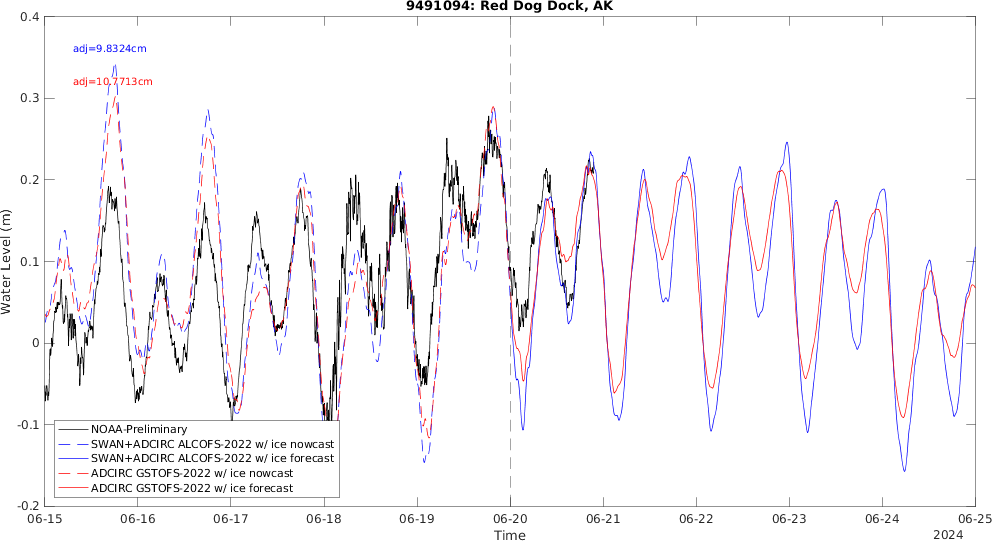 9491094: Red Dog Dock, AK
adj=9.8324cm
adj=10.7713cm
Water Level (m)
0.4
0.3
0.2
0.1
0
-0.1
-0.2
NOAA-Preliminary
SWAN+ADCIRC ALCOFS-2022 w/ ice nowcast
SWAN+ADCIRC ALCOFS-2022 w/ ice forecast
ADCIRC GSTOFS-2022 w/ ice nowcast
ADCIRC GSTOFS-2022 w/ ice forecast
06-15 06-16 06-17 06-18 06-19 06-20 06-21 06-22 06-23 06-24 06-25
Time
2024